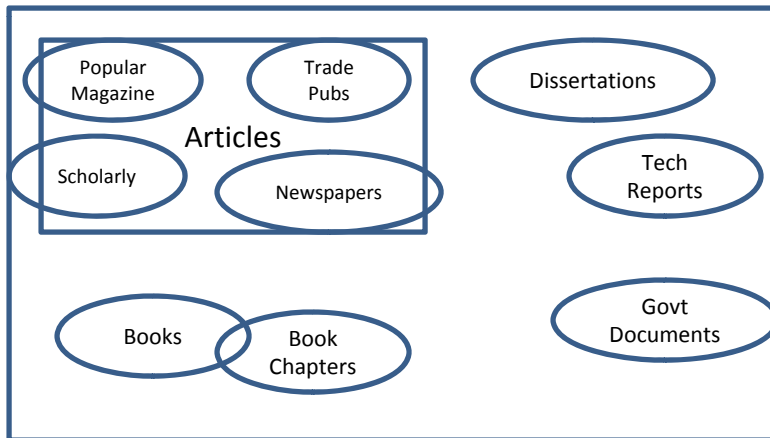 Popular
Magazine
Trade
Pubs
Dissertations
Articles
Scholarly
Newspapers
Tech
Reports
Books
Book
Chapters
Govt
Documents